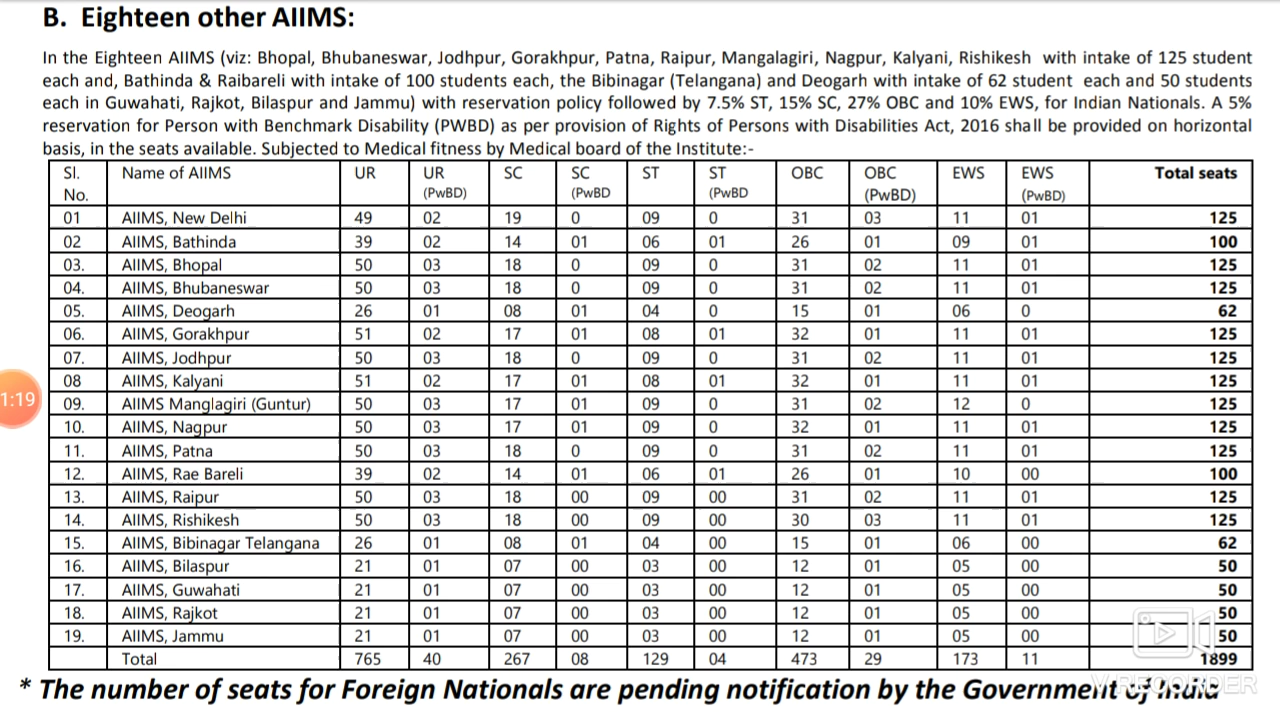 B. Eighteen other AIIMS:
In the Eighteen AIIMS (viz: Bhopal, Bhubaneswar, Jodhpur, Gorakhpur, Patna, Raipur, Mangalagiri, Nagpur, Kalyani, Rishikesh with intake of 125 student
each and, Bathinda & Raibareli with intake of 100 students each, the Bibinagar (Telangana) and Deogarh with intake of 62 student each and 50 students
each in Guwahati, Rajkot, Bilaspur and Jammu) with reservation policy followed by 7.5% ST, 15% SC, 27% OBC and 10% EWS, for Indian Nationals. A 5%
reservation for Person with Benchmark Disability (PWBD) as per provision of Rights of Persons with Disabilities Act, 2016 shall be provided on horizontal
basis, in the seats available. Subjected to Medical fitness by Medical board of the Institute:-
Sl. Name of AIIMS UR UR SC SC ST ST OBC OBC EWS EWS Total seats
No. (PwBD) (PwBD (PwBD (PwBD) (PwBD)
01 AIIMS, New Delhi 49 02 19 0 09 0 31 03 11 01 125
02 AIIMS, Bathinda 39 02 14 01 06 01 26 01 09 01 100
03. AIIMS, Bhopal 50 03 18 0 09 0 31 02 11 01 125
04. AIIMS, Bhubaneswar 50 03 18 0 09 0 31 02 11 01 125
05. AIIMS, Deogarh 26 01 08 01 04 0 15 01 06 0 62
06. AIIMS, Gorakhpur 51 02 17 01 08 01 32 01 11 01 125
07. AIIMS, Jodhpur 50 03 18 0 09 0 31 02 11 01 125
08 AIIMS, Kalyani 51 02 17 01 08 01 32 01 11 01 125
1:19
09. AIIMS Manglagiri (Guntur) 50 03 17 01 09 0 31 02 12 0 125
10. AIIMS, Nagpur 50 03 17 01 09 0 32 01 11 01 125
11. AIIMS, Patna 50 03 18 0 09 0 31 02 11 01 125
12. AIIMS, Rae Bareli 39 02 14 01 06 01 26 01 10 00 100
13. AIIMS, Raipur 50 03 18 00 09 00 31 02 11 01 125
14. AIIMS, Rishikesh 50 03 18 00 09 00 30 03 11 01 125
15. AIIMS, Bibinagar Telangana 26 01 08 01 04 00 15 01 06 00 62
16. AIIMS, Bilaspur 21 01 07 00 03 00 12 01 05 00 50
17. AIIMS, Guwahati 21 01 07 00 03 00 12 01 05 00 50
18. AIIMS, Rajkot 21 01 07 00 03 00 12 01 05 00 50
19. AIIMS, Jammu 21 01 07 00 03 00 12 01 05 00 50
Total 765 40 267 08 129 04 473 29 173 11 1899
* The number of seats for Foreign Nationals are pending notification by the Government of India
V RECORDER